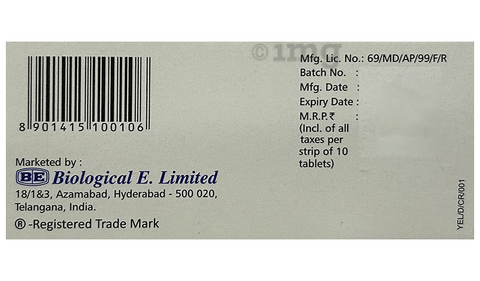 ©1mg
Mfg. Lic. No.: 69/MD/AP/99/F/R
Batch No. :
Mfg. Date :
Expiry Date :
M.R.P.₹ :
(Incl. of all
taxes per
strip of 10
tablets)
8 901415 100106
Marketed by :
BE Biological E. Limited
18/1&3, Azamabad, Hyderabad - 500 020,
Telangana, India.
®-Registered Trade Mark
YEL/D/CR/001